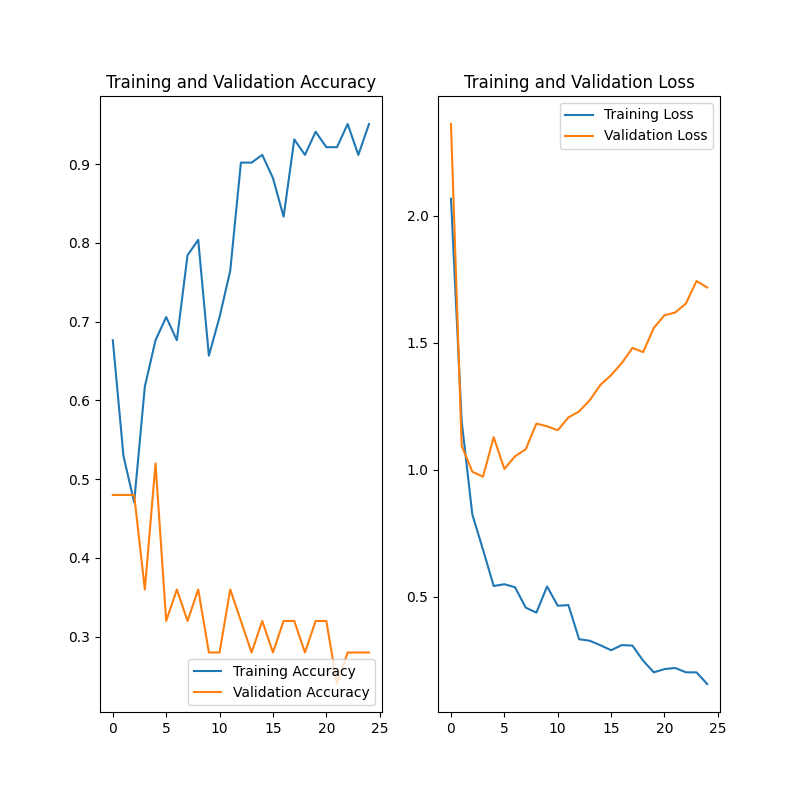 Training and Validation Accuracy
0.9
0.8
0.7
0.6
0.5
0.4
0.3
Training Accuracy
Validation Accuracy
0 5 10 15 20 25
Training and Validation Loss
Training Loss
Validation Loss
2.0
1.5
1.0
0.5
0 5 10 15 20 25